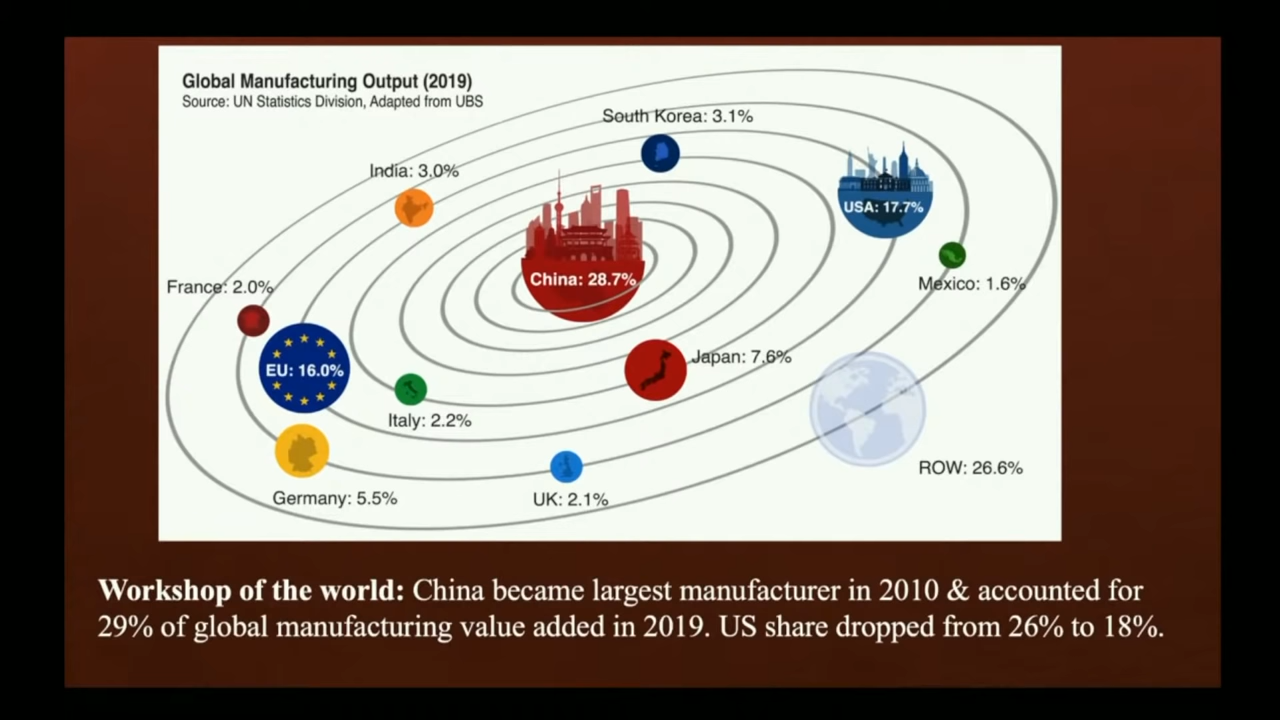 Global Manufacturing Output (2019)
Source: UN Statistics Division, Adapted from UBS
South Korea: 3.1%
India: 3.0%
USA: 17.7%
China: 28.7%
Mexico: 1.6%
France: 2.0%
EU: 16.0%
Japan: 7.6%
Italy: 2.2%
ROW: 26.6%
Germany: 5.5%
UK: 2.1%
Workshop of the world: China became largest manufacturer in 2010 & accounted for
29% of global manufacturing value added in 2019. US share dropped from 26% to 18%.